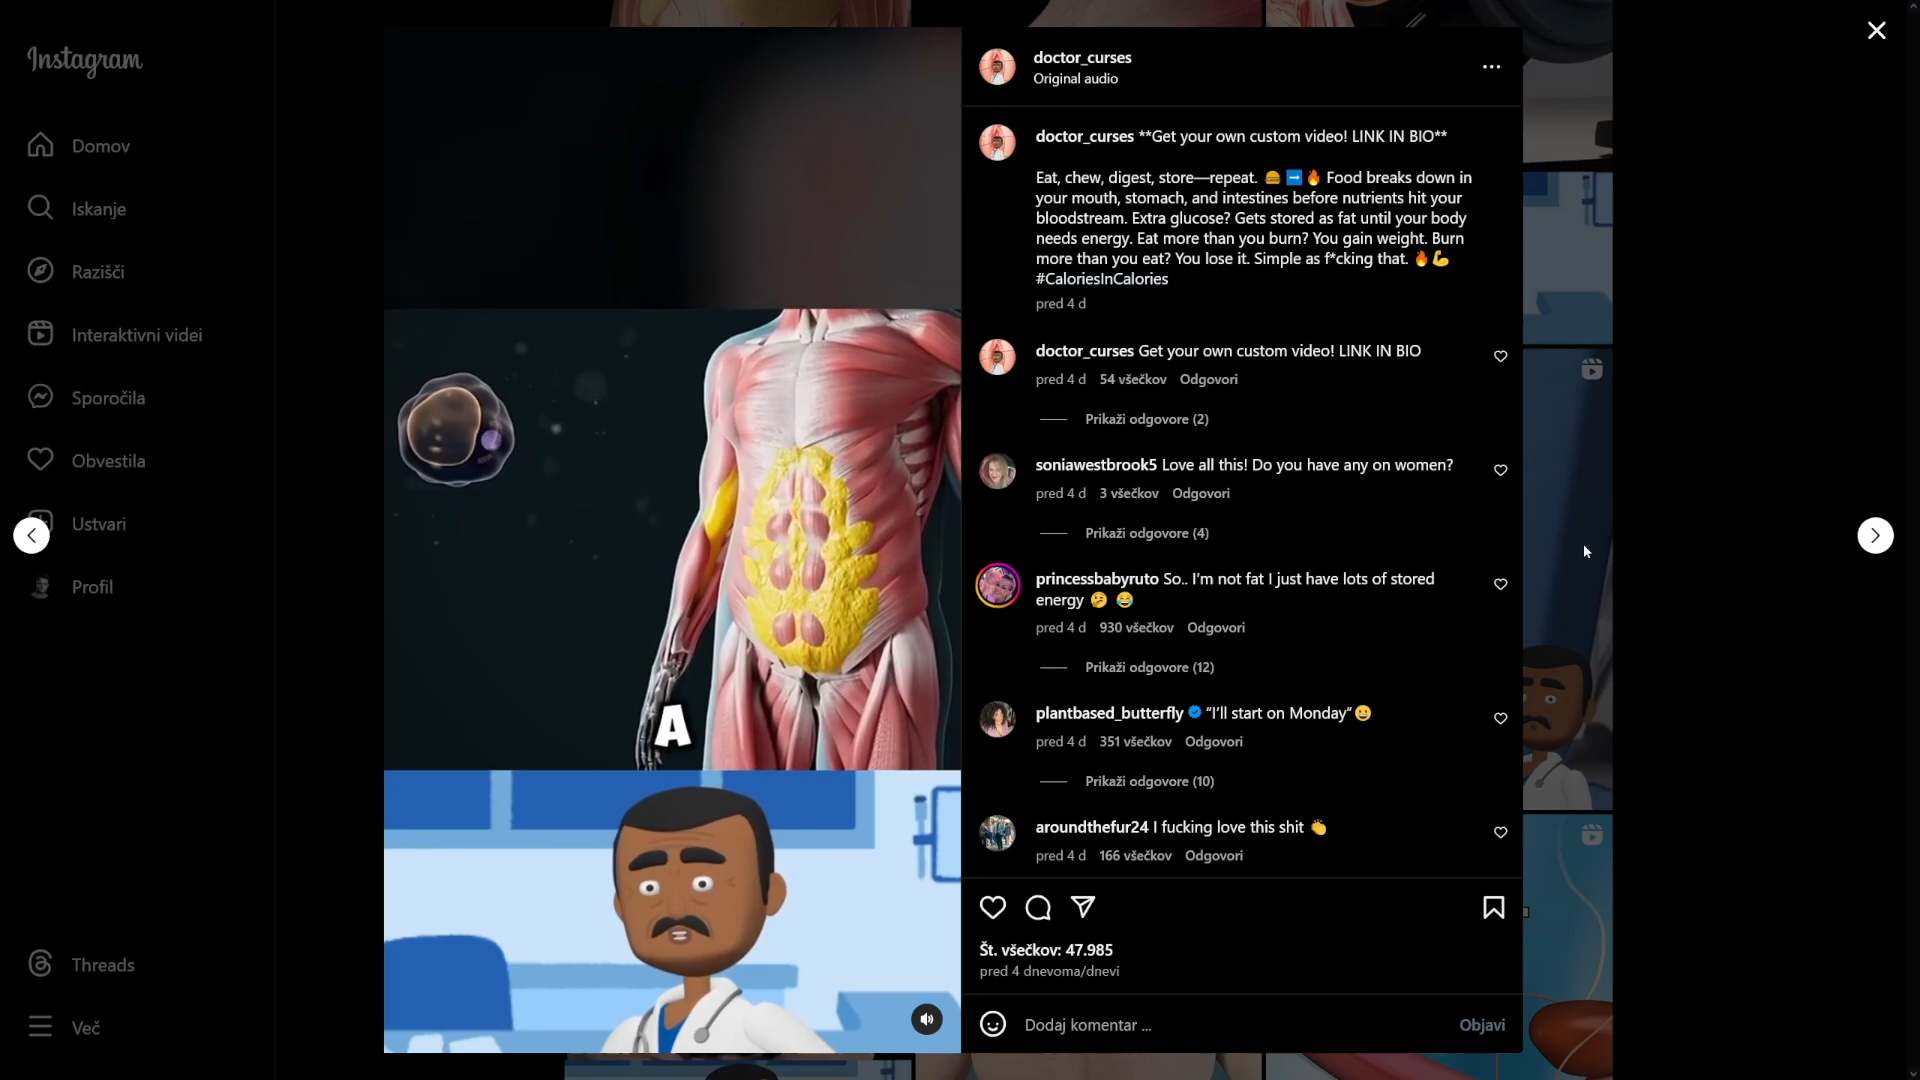 Instagram
Domov
Iskanje
Razišči
Interaktivni videi
Sporočila
Obvestila
Ustvari
Profil
Threads
Več
A
doctor_curses
Original audio
doctor_curses **Get your own custom video! LINK IN BIO**
Eat, chew, digest, store—repeat. 🍔➡️🔥 Food breaks down in
your mouth, stomach, and intestines before nutrients hit your
bloodstream. Extra glucose? Gets stored as fat until your body
needs energy. Eat more than you burn? You gain weight. Burn
more than you eat? You lose it. Simple as f*cking that. 🔥💪
#CaloriesInCalories
pred 4 d
doctor_curses Get your own custom video! LINK IN BIO
pred 4 d 54 všečkov Odgovori
Prikaži odgovore (2)
soniawestbrook5 Love all this! Do you have any on women?
pred 4 d 3 všečkov Odgovori
Prikaži odgovore (4)
princessbabyruto So.. I’m not fat I just have lots of stored
energy 🤔 😂
pred 4 d 930 všečkov Odgovori
Prikaži odgovore (12)
plantbased_butterfly “I’ll start on Monday”😀
pred 4 d 351 všečkov Odgovori
Prikaži odgovore (10)
aroundthefur24 I fucking love this shit 👏
pred 4 d 166 všečkov Odgovori
Št. všečkov: 47.985
pred 4 dnevoma/dnevi
Dodaj komentar ...
Objavi